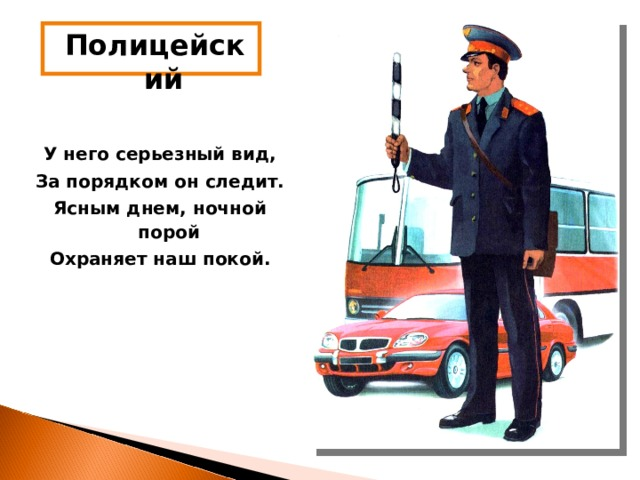 Полицейск
ий
У него серьезный вид,
За порядком он следит.
Ясным днем, ночной
порой
Охраняет наш покой.